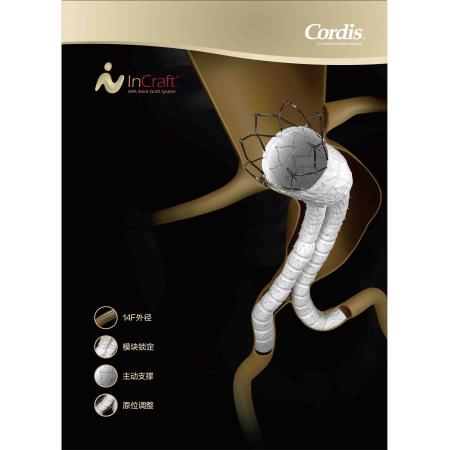 Cordis
InCraft®
AAA Stent Graft System
14F外径
模块锁定
主动支撑
原位调整